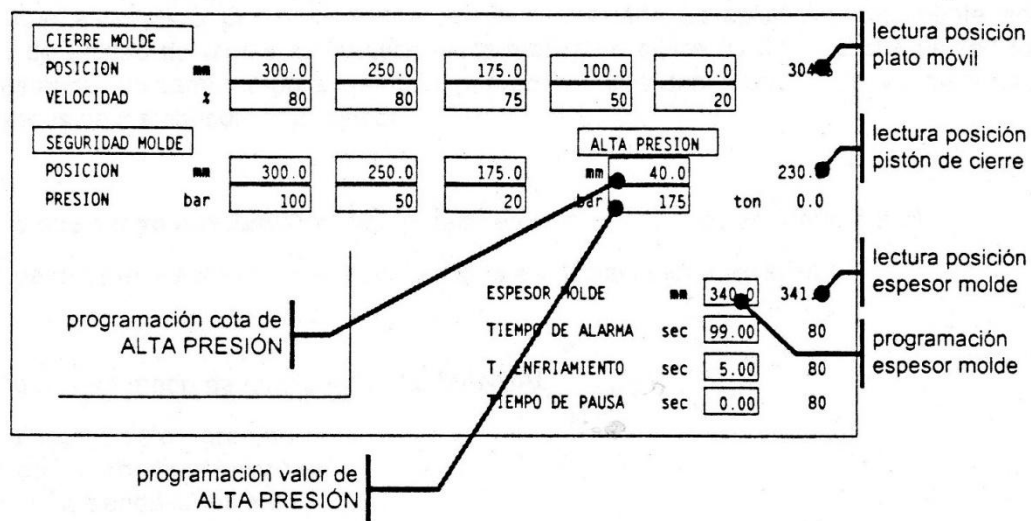 CIERRE MOLDE
POSICION mm 300.0 250.0 175.0 100.0 0.0
VELOCIDAD % 80 80 75 50 20
lectura posición
plato móvil
SEGURIDAD MOLDE ALTA PRESION
POSICION mm 300.0 250.0 175.0 mm 40.0
PRESION bar 100 50 20 bar 175 ton 0.0
lectura posición
pistón de cierre
ESPESOR MOLDE mm 340.0
lectura posición
espesor molde
TIEMPO DE ALARMA sec 99.00 80
T. ENFRIAMIENTO sec 5.00 80
TIEMPO DE PAUSA sec 0.00 80
programación
espesor molde
programación cota de
ALTA PRESIÓN
programación valor de
ALTA PRESIÓN